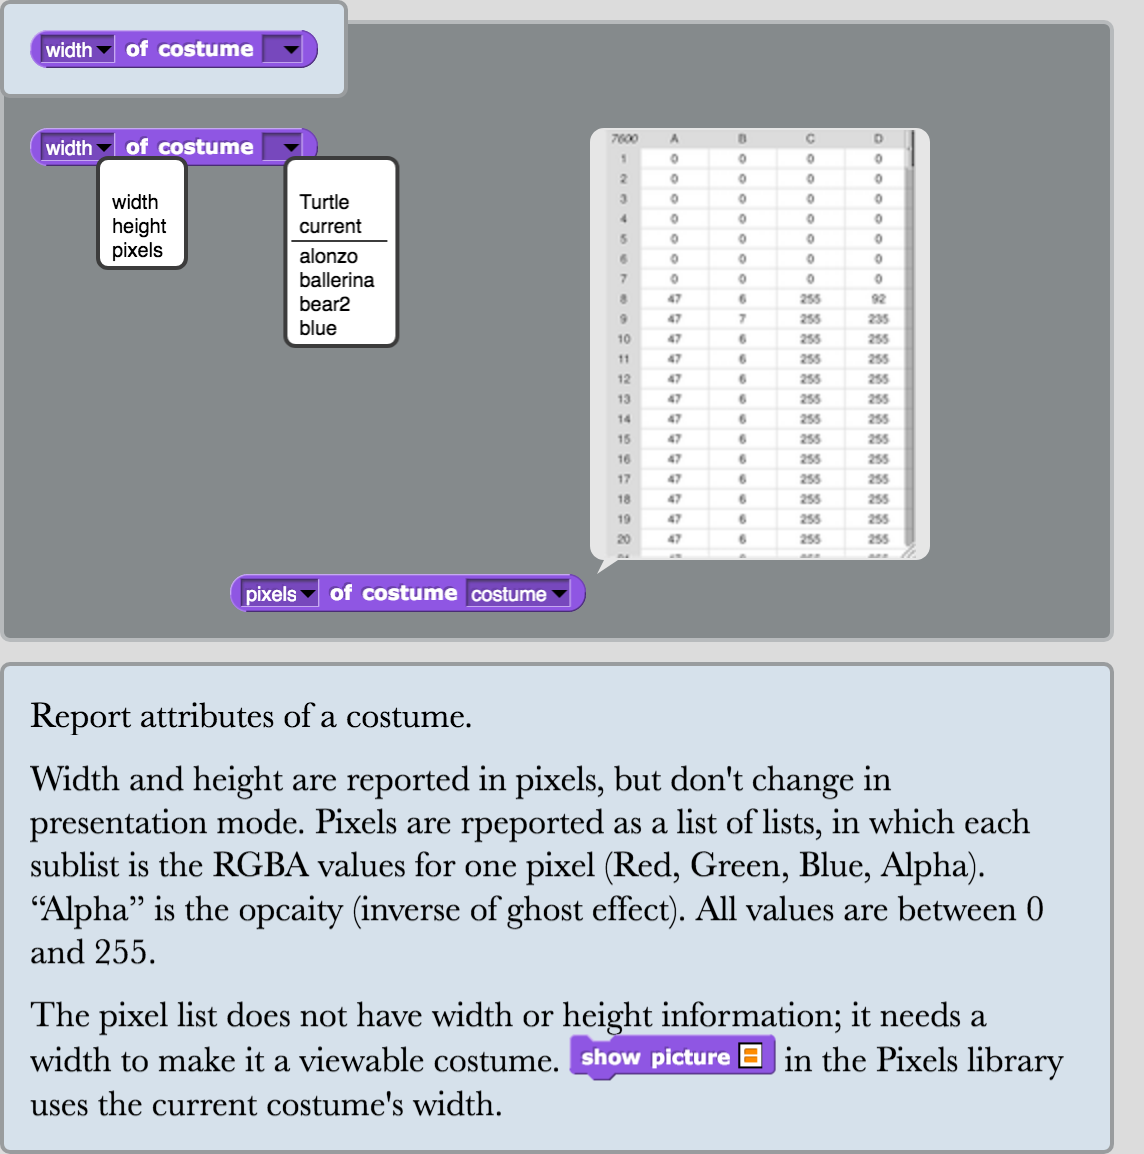 width of costume
width of costume
width
height
pixels
Turtle
current
alonzo
ballerina
bear2
blue
7600 A B C D
1 0 0 0 0
2 0 0 0 0
3 0 0 0 0
4 0 0 0 0
5 0 0 0 0
6 0 0 0 0
7 0 0 0 0
8 47 6 255 92
9 47 7 255 235
10 47 6 255 255
11 47 6 255 255
12 47 6 255 255
13 47 6 255 255
14 47 6 255 255
15 47 6 255 255
16 47 6 255 255
17 47 6 255 255
18 47 6 255 255
19 47 6 255 255
20 47 6 255 255
pixels of costume costume
Report attributes of a costume.
Width and height are reported in pixels, but don't change in
presentation mode. Pixels are rpeported as a list of lists, in which each
sublist is the RGBA values for one pixel (Red, Green, Blue, Alpha).
“Alpha” is the opcaity (inverse of ghost effect). All values are between 0
and 255.
The pixel list does not have width or height information; it needs a
width to make it a viewable costume. show picture in the Pixels library
uses the current costume's width.